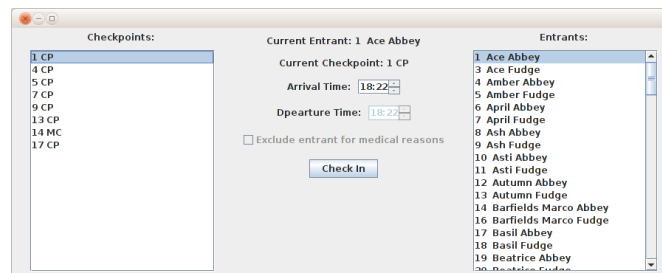 Checkpoints:
1 CP
4 CP
5 CP
7 CP
9 CP
13 CP
14 MC
17 CP
Current Entrant: 1 Ace Abbey
Current Checkpoint: 1 CP
Arrival Time: 18:22
Dpearture Time: 18:22
Exclude entrant for medical reasons
Check In
Entrants:
1 Ace Abbey
3 Ace Fudge
4 Amber Abbey
5 Amber Fudge
6 April Abbey
7 April Fudge
8 Ash Abbey
9 Ash Fudge
10 Asti Abbey
11 Asti Fudge
12 Autumn Abbey
13 Autumn Fudge
14 Barfields Marco Abbey
16 Barfields Marco Fudge
17 Basil Abbey
18 Basil Fudge
19 Beatrice Abbey
20 Beatrice Fudge